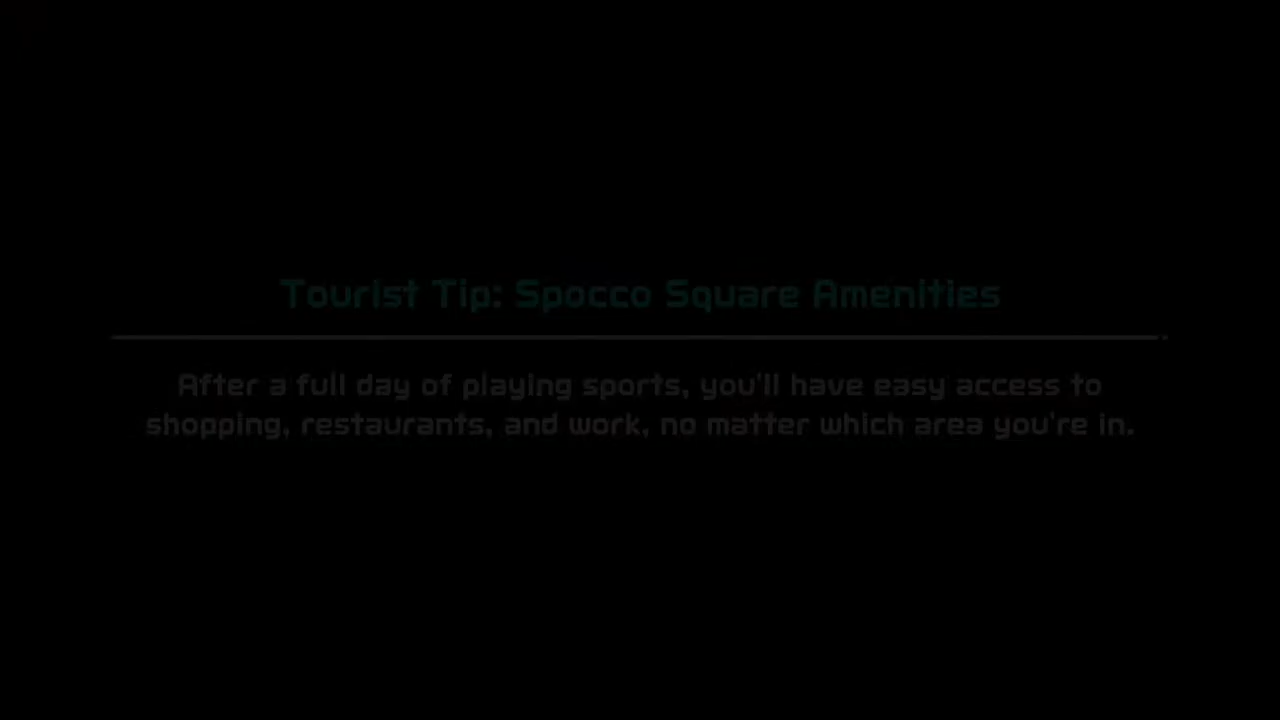 Tourist Tip: Spocco Square Amenities
After a full day of playing sports, you'll have easy access to
shopping, restaurants, and work, no matter which area you're in.